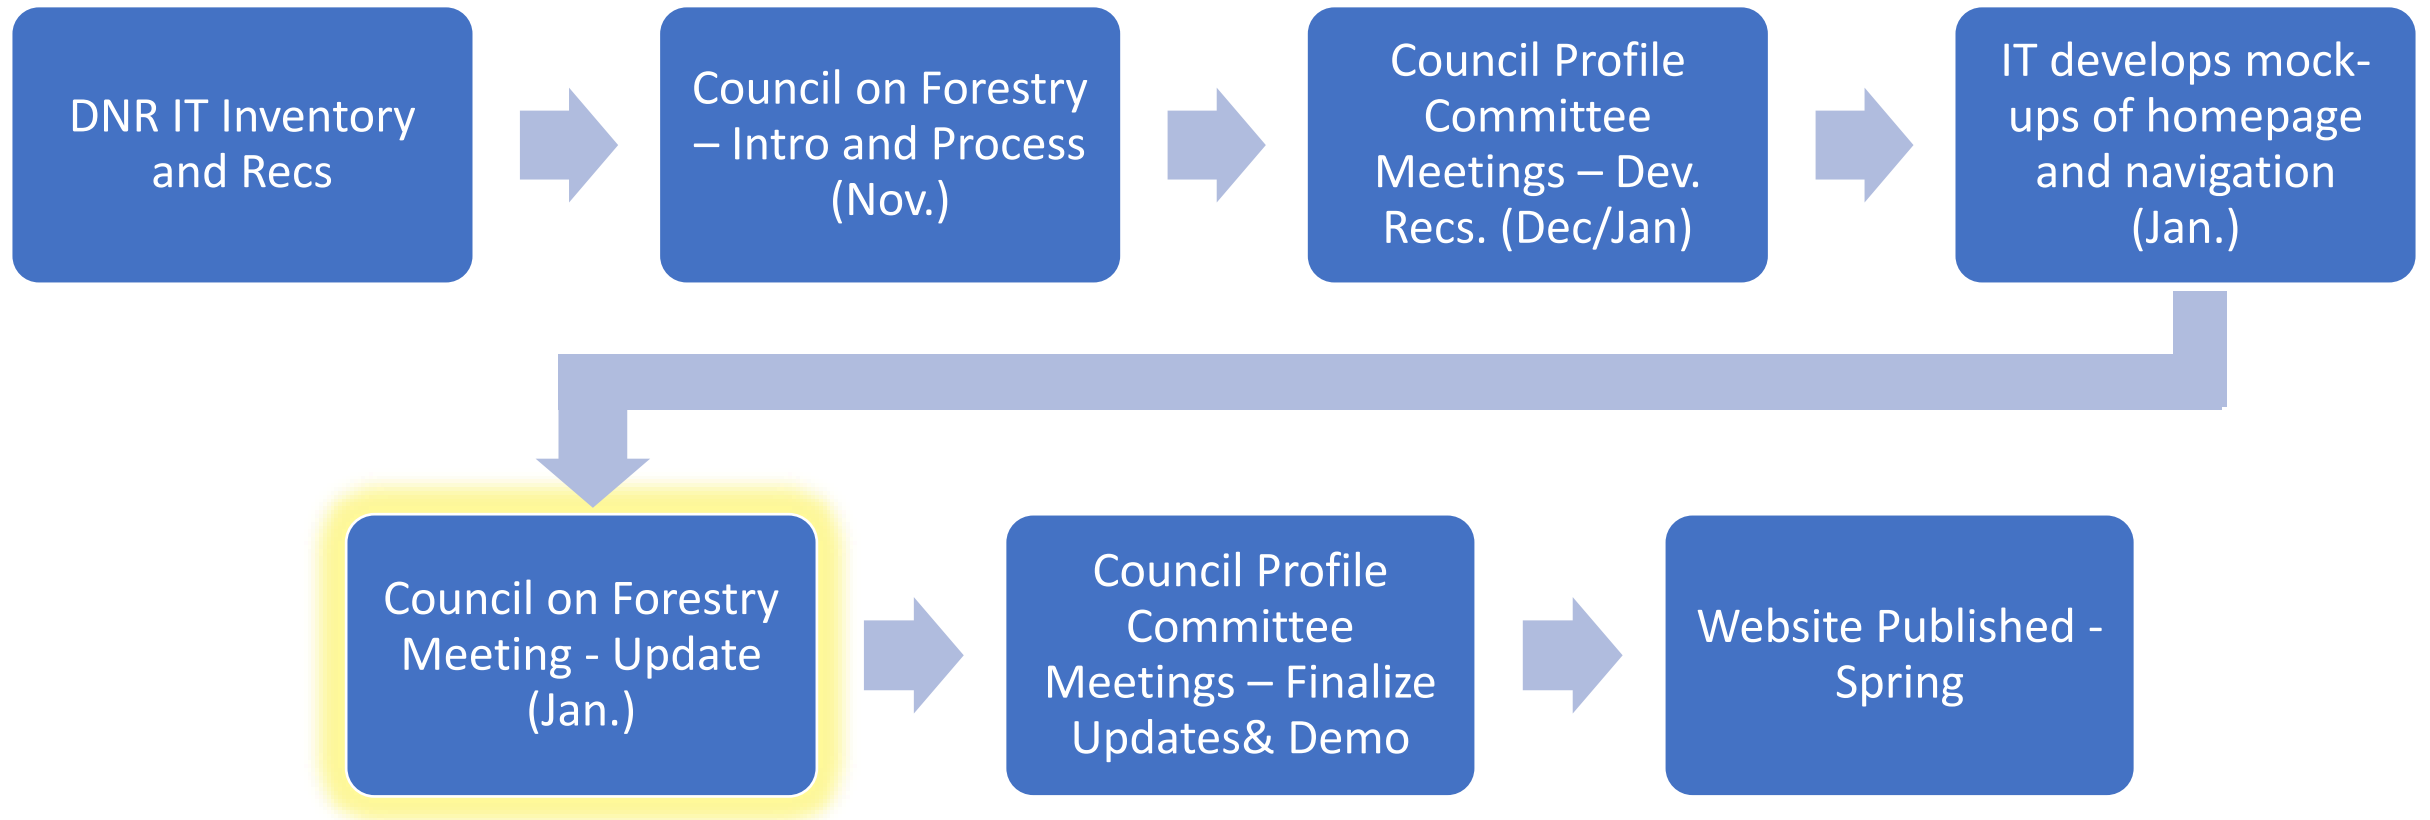 DNR IT Inventory
and Recs
Council on Forestry
– Intro and Process
(Nov.)
Council Profile
Committee
Meetings – Dev.
Recs. (Dec/Jan)
IT develops mock-
ups of homepage
and navigation
(Jan.)
Council on Forestry
Meeting - Update
(Jan.)
Council Profile
Committee
Meetings – Finalize
Updates& Demo
Website Published -
Spring